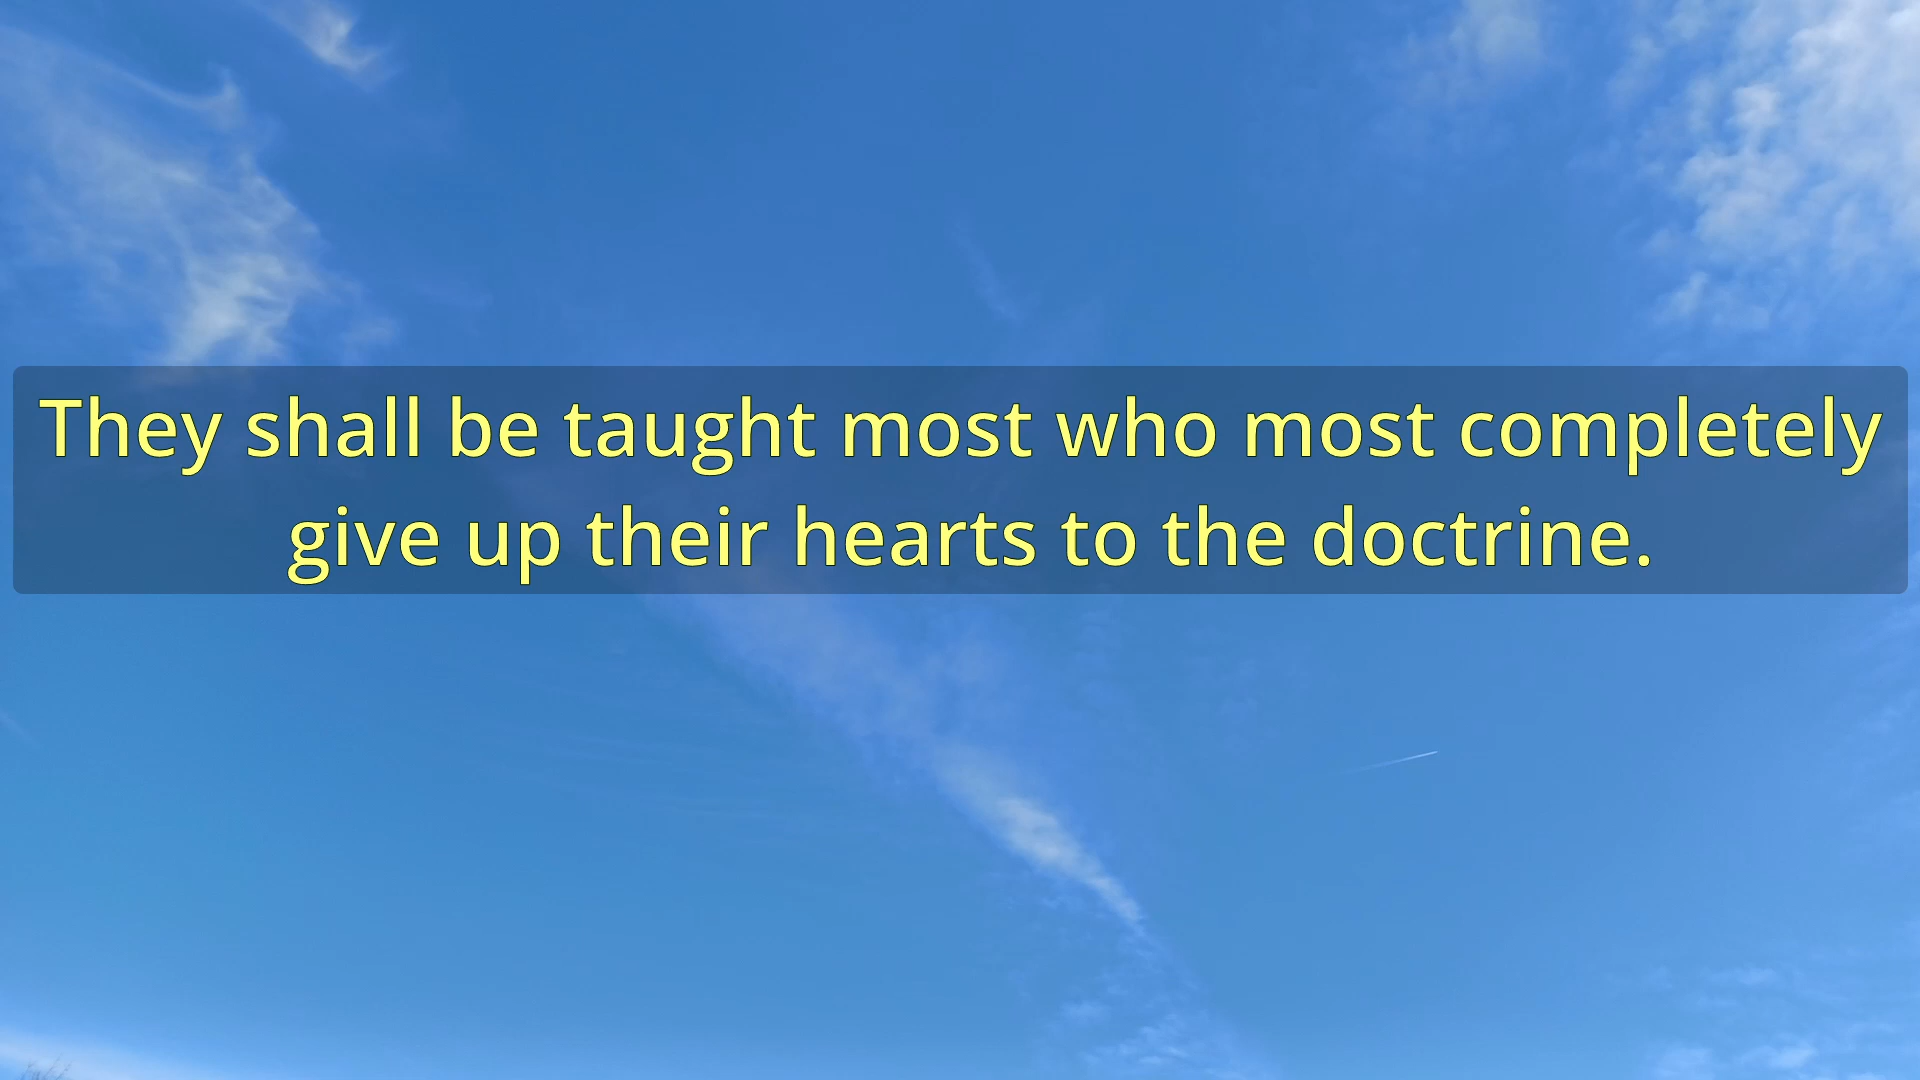 They shall be taught most who most completely
give up their hearts to the doctrine.